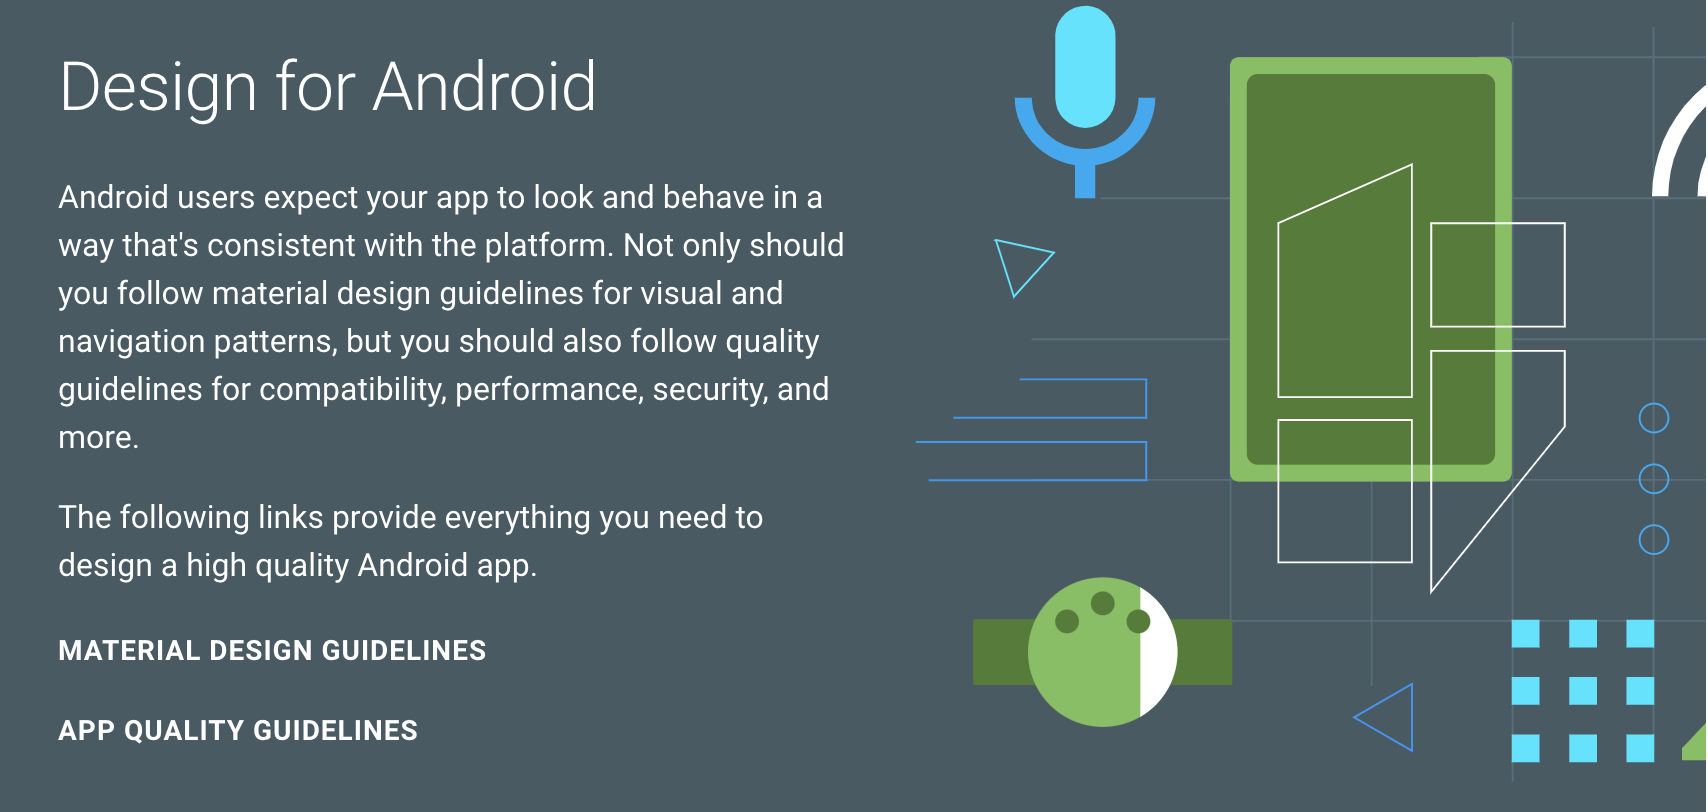 Design for Android
Android users expect your app to look and behave in a
way that's consistent with the platform. Not only should
you follow material design guidelines for visual and
navigation patterns, but you should also follow quality
guidelines for compatibility, performance, security, and
more.
The following links provide everything you need to
design a high quality Android app.
MATERIAL DESIGN GUIDELINES
APP QUALITY GUIDELINES